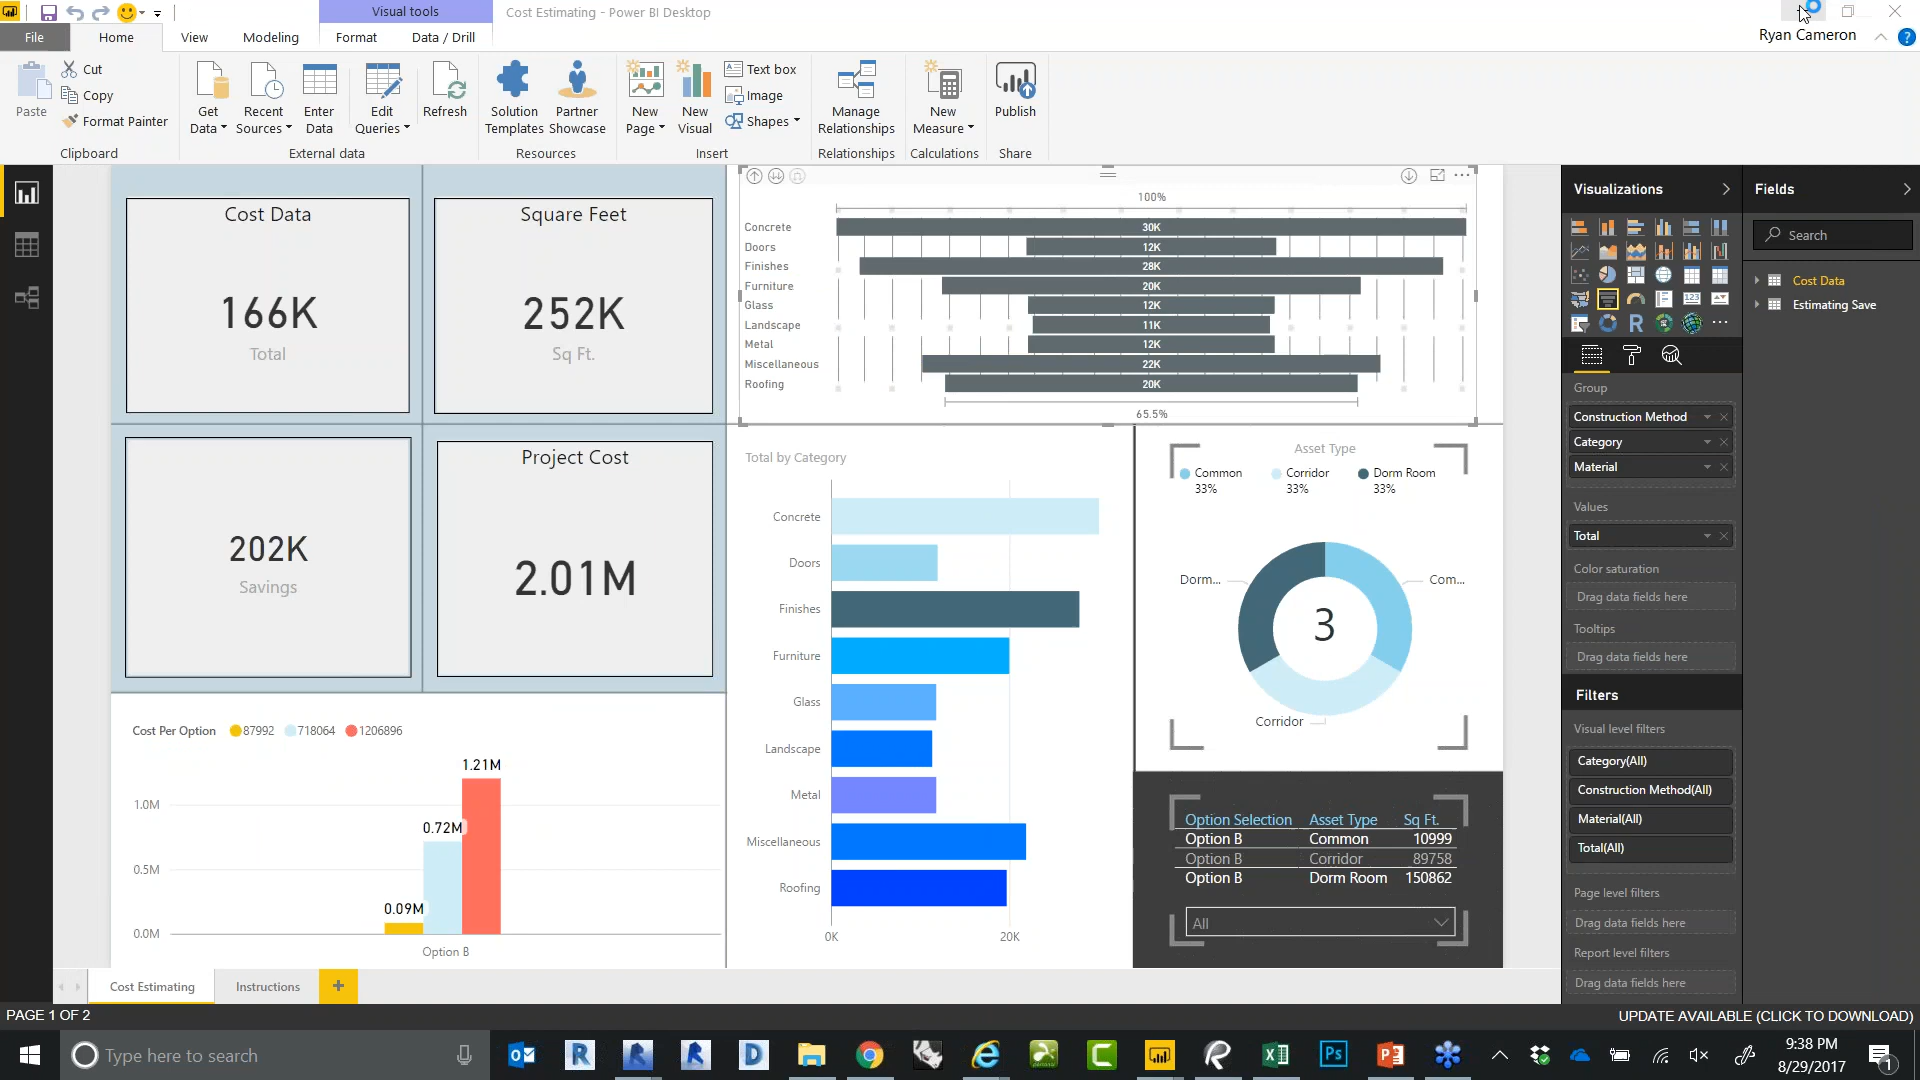 Visual tools
Cost Estimating - Power BI Desktop
File
Home
View
Modeling
Format
Data / Drill
Ryan Cameron
?
Paste
Cut
Copy
Format Painter
Clipboard
Get Data
Recent Sources
Enter Data
Edit Queries
Refresh
External data
Solution Templates
Partner Showcase
Resources
New Page
New Visual
Text box
Image
Shapes
Insert
Manage Relationships
Relationships
New Measure
Calculations
Publish
Share
Cost Data
166K
Total
Square Feet
252K
Sq Ft.
202K
Savings
Project Cost
2.01M
100%
Concrete 30K
Doors 12K
Finishes 28K
Furniture 20K
Glass 12K
Landscape 11K
Metal 12K
Miscellaneous 22K
Roofing 20K
65.5%
Total by Category
Concrete
Doors
Finishes
Furniture
Glass
Landscape
Metal
Miscellaneous
Roofing
0K 20K
Asset Type
Common 33%
Corridor 33%
Dorm Room 33%
Dorm...
Com...
3
Corridor
Cost Per Option 87992 718064 1206896
1.21M
1.0M
0.72M
0.5M
0.09M
0.0M
Option B
Option Selection Asset Type Sq Ft.
Option B Common 10999
Option B Corridor 89758
Option B Dorm Room 150862
All
Visualizations
Group
Construction Method
Category
Material
Values
Total
Color saturation
Drag data fields here
Tooltips
Drag data fields here
Filters
Visual level filters
Category(All)
Construction Method(All)
Material(All)
Total(All)
Page level filters
Drag data fields here
Report level filters
Drag data fields here
Fields
Search
Cost Data
Estimating Save
Cost Estimating
Instructions
PAGE 1 OF 2
UPDATE AVAILABLE (CLICK TO DOWNLOAD)
Type here to search
9:38 PM
8/29/2017
1